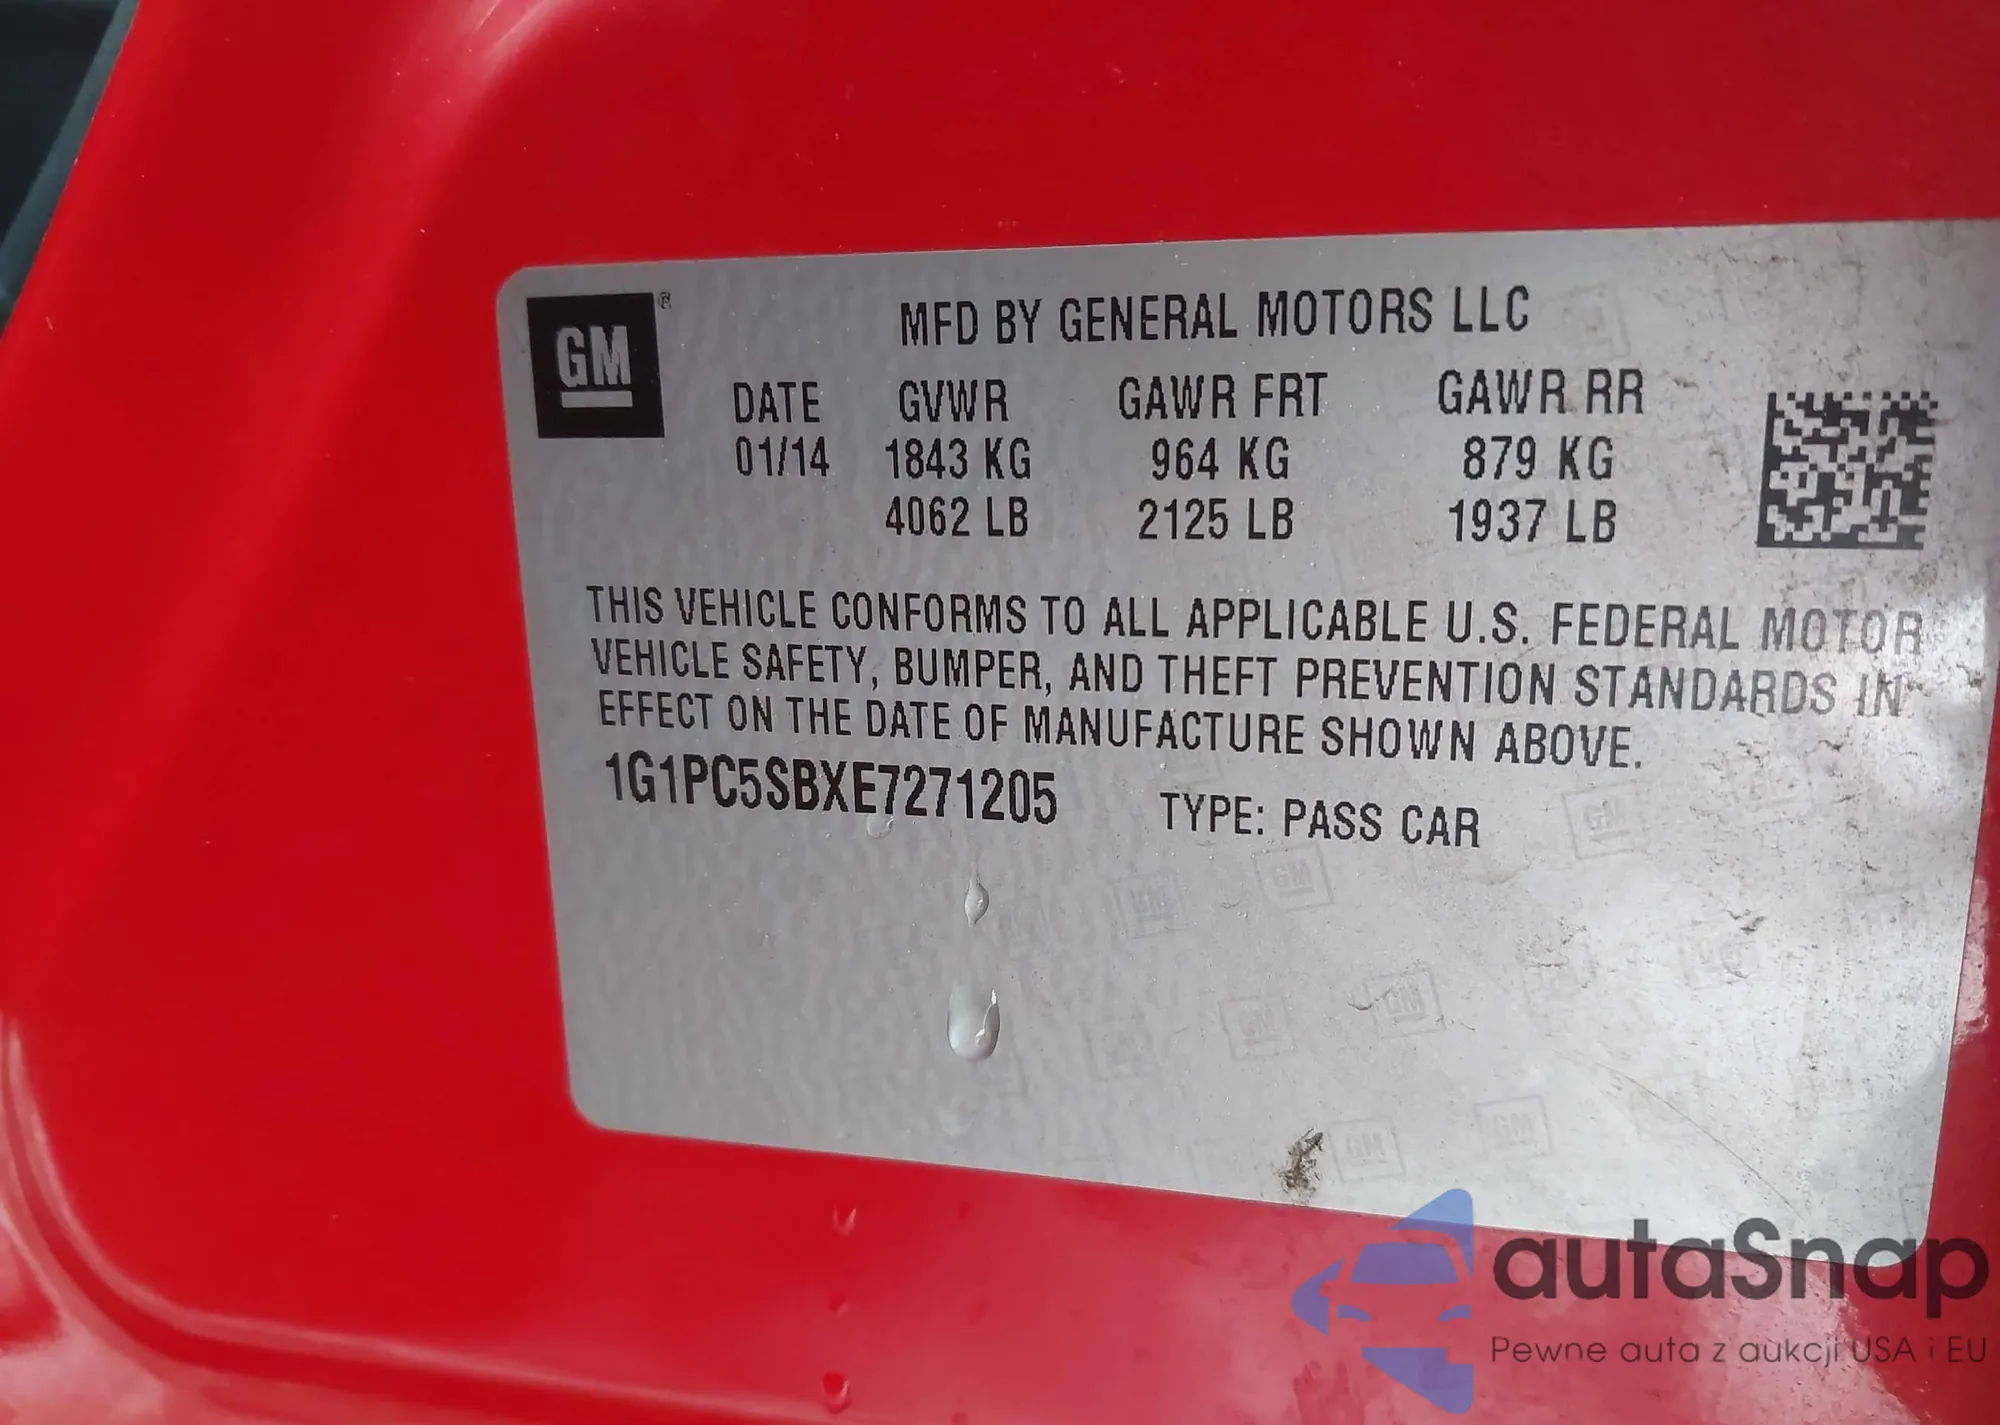 GM®
MFD BY GENERAL MOTORS LLC
DATE GVWR GAWR FRT GAWR RR
01/14 1843 KG 964 KG 879 KG
4062 LB 2125 LB 1937 LB
THIS VEHICLE CONFORMS TO ALL APPLICABLE U.S. FEDERAL MOTOR
VEHICLE SAFETY, BUMPER, AND THEFT PREVENTION STANDARDS IN
EFFECT ON THE DATE OF MANUFACTURE SHOWN ABOVE.
1G1PC5SBXE7271205 TYPE: PASS CAR
autaSnap
Pewne auta z aukcji USA i EU